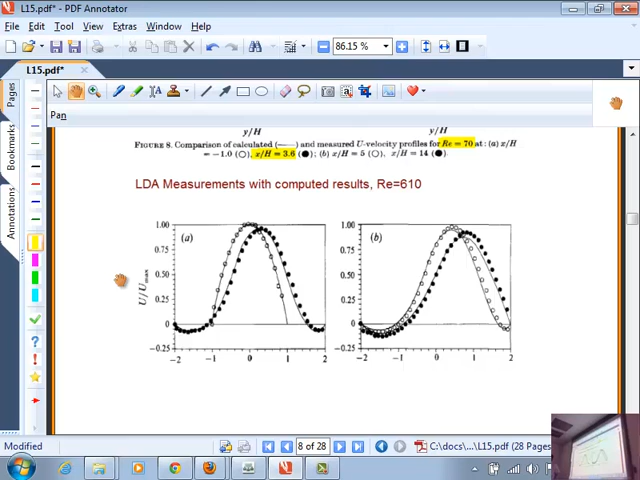 L15.pdf* - PDF Annotator
File Edit Tool View Extras Window Help
86.15 %
L15.pdf*
Pan
Pages
Annotations
y/H y/H
FIGURE 8. Comparison of calculated (——) and measured U-velocity profiles for Re = 70 at: (a) x/H
= −1.0 (○), x/H = 3.6 (●); (b) x/H = 5 (○), x/H = 14 (●).
LDA Measurements with computed results, Re=610
(a)
U/Umax
1.00
0.75
0.50
0.25
0
−0.25
−2 −1 0 1 2
(b)
1.00
0.75
0.50
0.25
0
−0.25
−2 −1 0 1 2
Modified
8 of 28
C:\docs\...\L15.pdf (28 Pages